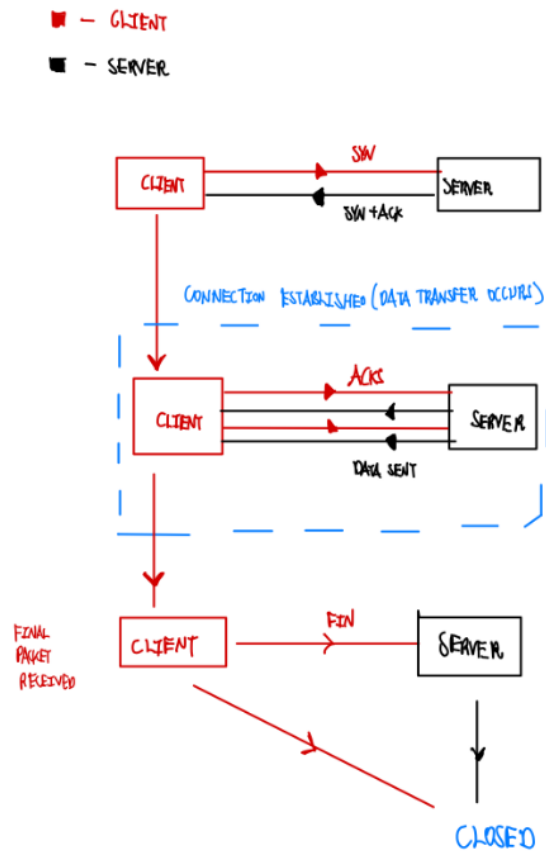 - CLIENT
- SERVER
SYN
CLIENT
SERVER
SYN+ACK
CONNECTION ESTABLISHED (DATA TRANSFER OCCURS)
ACKS
CLIENT
SERVER
DATA SENT
FINAL
PACKET
RECEIVED
CLIENT
FIN
SERVER
CLOSED